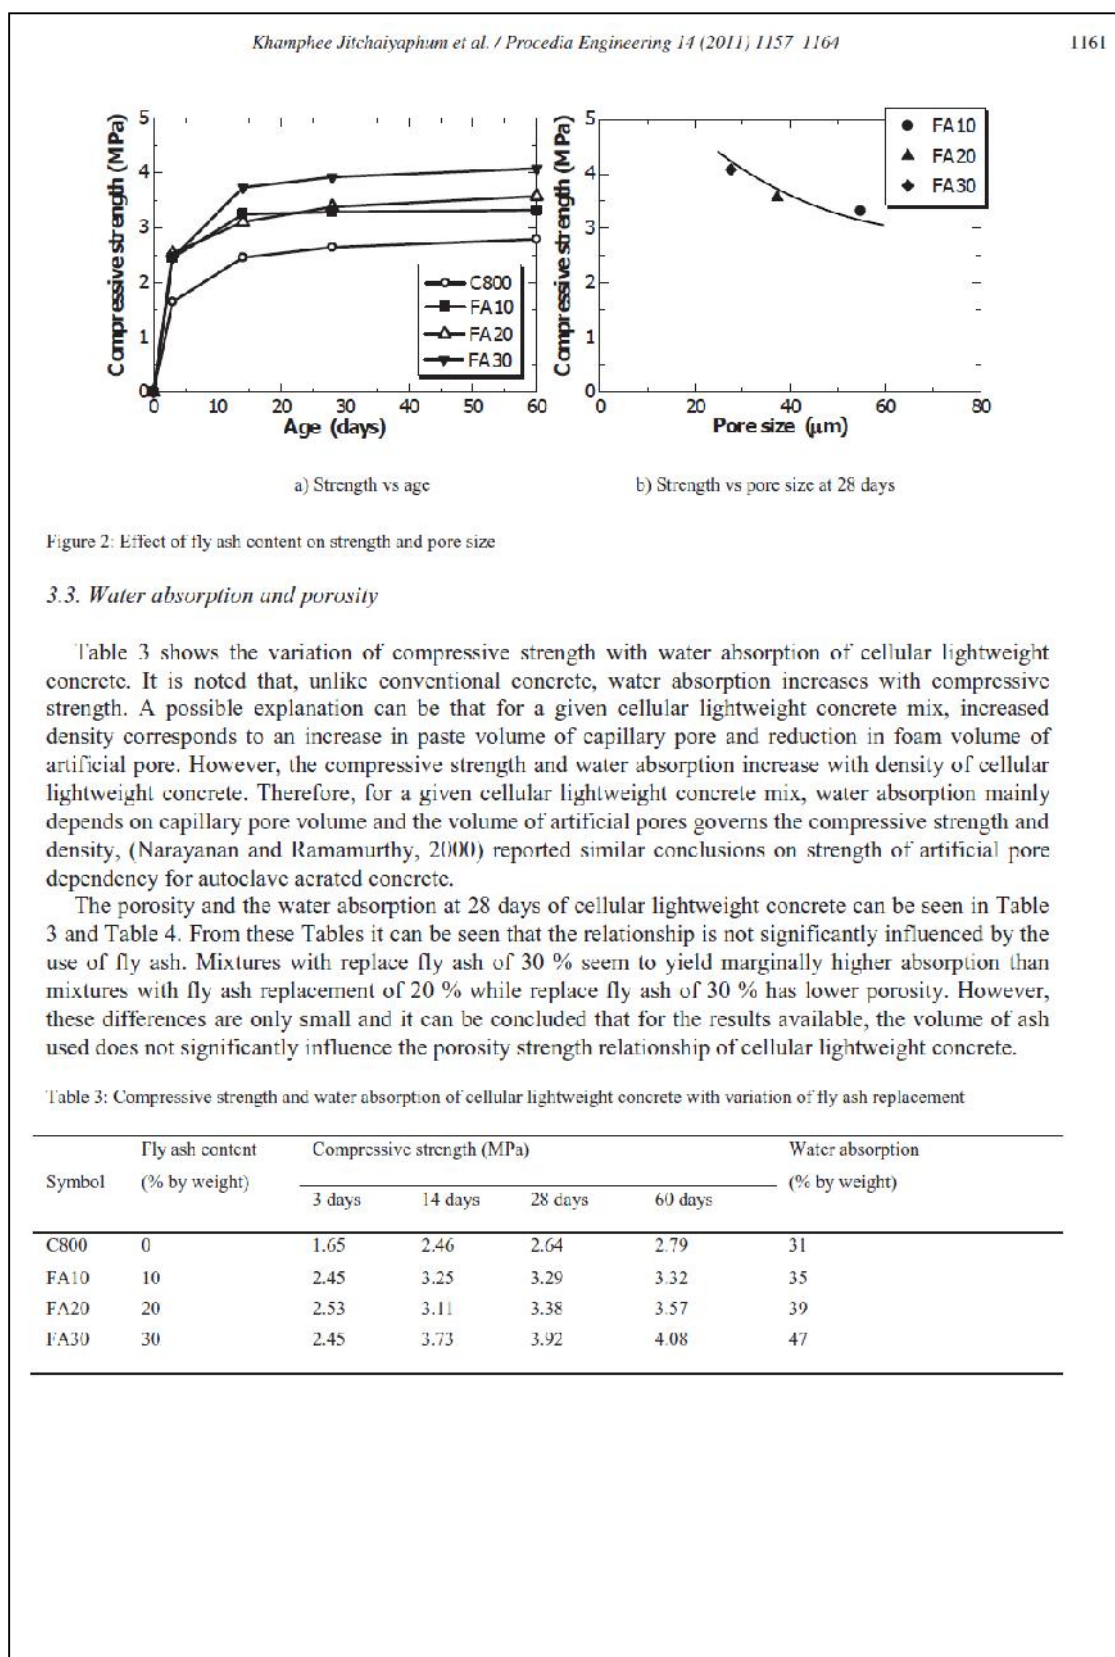 Khamphee Jitchaiyaphum et al. / Procedia Engineering 14 (2011) 1157–1164 1161
Compressive strength (MPa)
5
4
3
2
1
0
0 10 20 30 40 50 60
Age (days)
C800
FA10
FA20
FA30
Compressive strength (MPa)
5
4
3
2
1
0
0 20 40 60 80
Pore size (μm)
FA10
FA20
FA30
a) Strength vs age b) Strength vs pore size at 28 days
Figure 2: Effect of fly ash content on strength and pore size
3.3. Water absorption and porosity
Table 3 shows the variation of compressive strength with water absorption of cellular lightweight
concrete. It is noted that, unlike conventional concrete, water absorption increases with compressive
strength. A possible explanation can be that for a given cellular lightweight concrete mix, increased
density corresponds to an increase in paste volume of capillary pore and reduction in foam volume of
artificial pore. However, the compressive strength and water absorption increase with density of cellular
lightweight concrete. Therefore, for a given cellular lightweight concrete mix, water absorption mainly
depends on capillary pore volume and the volume of artificial pores governs the compressive strength and
density, (Narayanan and Ramamurthy, 2000) reported similar conclusions on strength of artificial pore
dependency for autoclave aerated concrete.
The porosity and the water absorption at 28 days of cellular lightweight concrete can be seen in Table
3 and Table 4. From these Tables it can be seen that the relationship is not significantly influenced by the
use of fly ash. Mixtures with replace fly ash of 30 % seem to yield marginally higher absorption than
mixtures with fly ash replacement of 20 % while replace fly ash of 30 % has lower porosity. However,
these differences are only small and it can be concluded that for the results available, the volume of ash
used does not significantly influence the porosity strength relationship of cellular lightweight concrete.
Table 3: Compressive strength and water absorption of cellular lightweight concrete with variation of fly ash replacement
Fly ash content Compressive strength (MPa) Water absorption
Symbol (% by weight) (% by weight)
3 days 14 days 28 days 60 days
C800 0 1.65 2.46 2.64 2.79 31
FA10 10 2.45 3.25 3.29 3.32 35
FA20 20 2.53 3.11 3.38 3.57 39
FA30 30 2.45 3.73 3.92 4.08 47